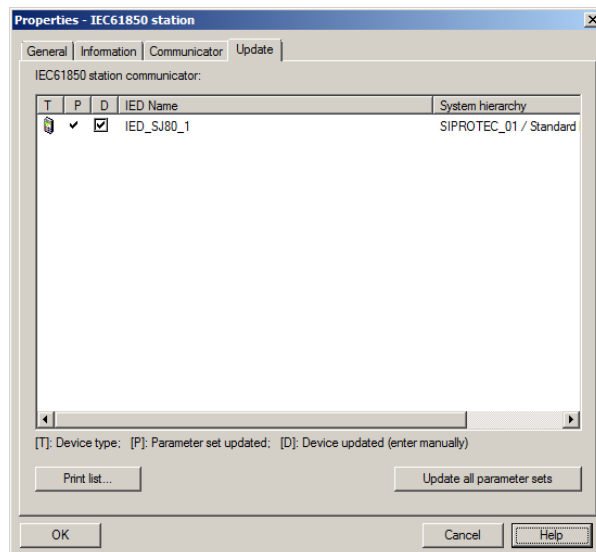 Properties - IEC61850 station
General Information Communicator Update
IEC61850 station communicator:
T P D IED Name System hierarchy
IED_SJ80_1 SIPROTEC_01 / Standard
[T]: Device type; [P]: Parameter set updated; [D]: Device updated (enter manually)
Print list... Update all parameter sets
OK Cancel Help